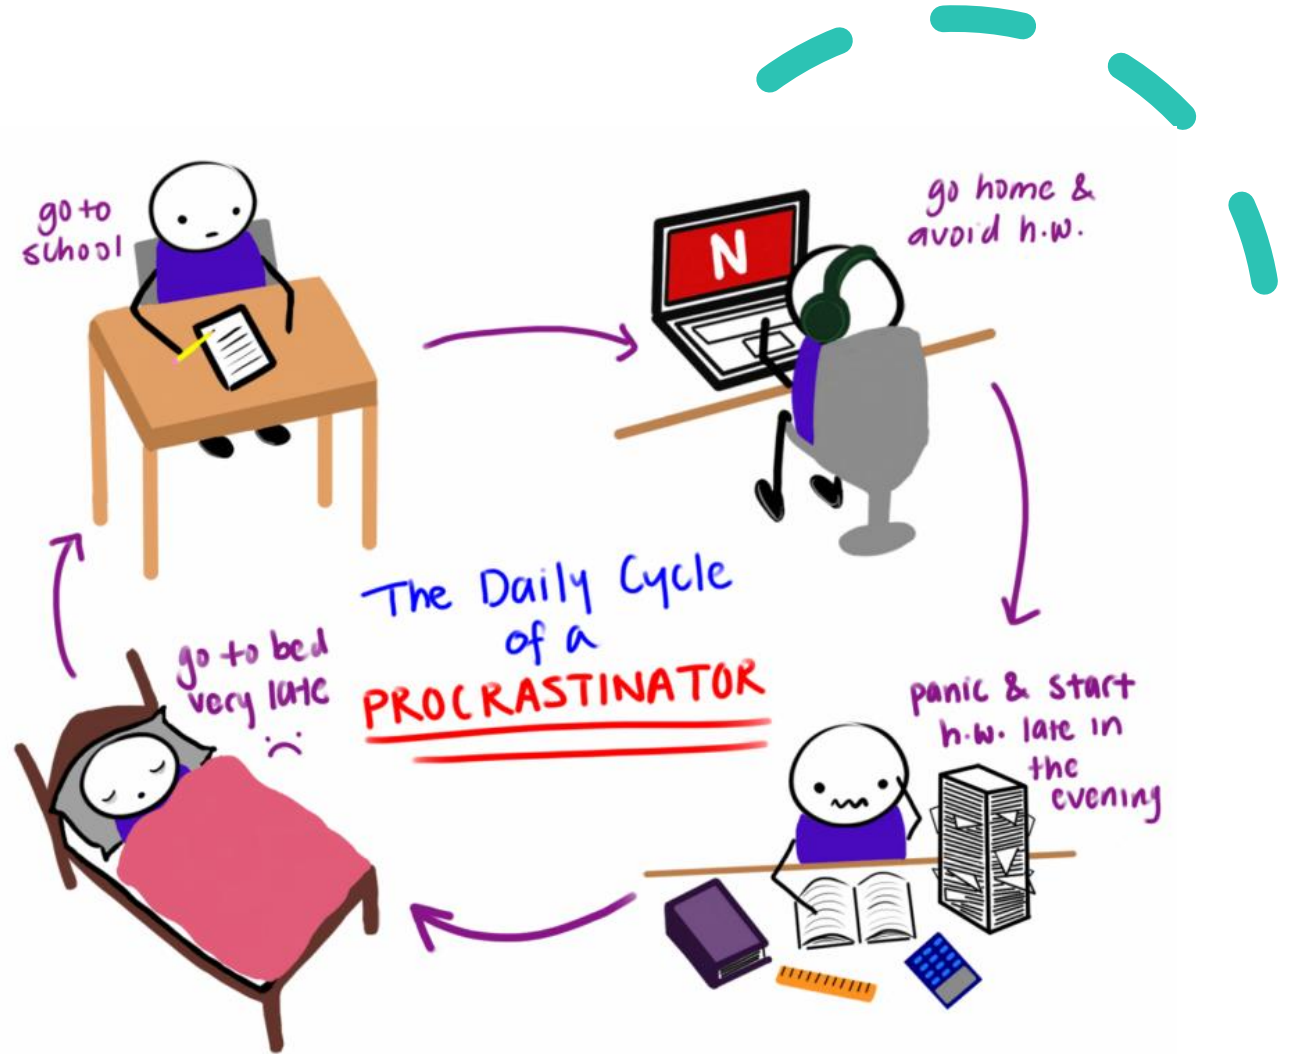 go to
school
N
go home &
avoid h.w.
The Daily Cycle
of a
PROCRASTINATOR
go to bed
very late
panic & start
h.w. late in
the
evening